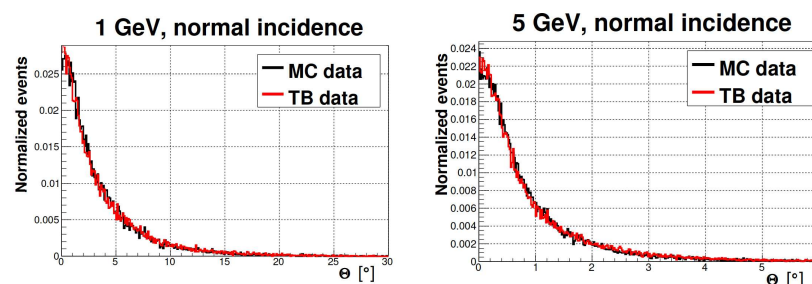 1 GeV, normal incidence
Normalized events
0.025
0.02
0.015
0.01
0.005
0
MC data
TB data
0 5 10 15 20 25 30
Θ [°]
5 GeV, normal incidence
Normalized events
0.024
0.022
0.02
0.018
0.016
0.014
0.012
0.01
0.008
0.006
0.004
0.002
0
MC data
TB data
0 1 2 3 4 5
Θ [°]